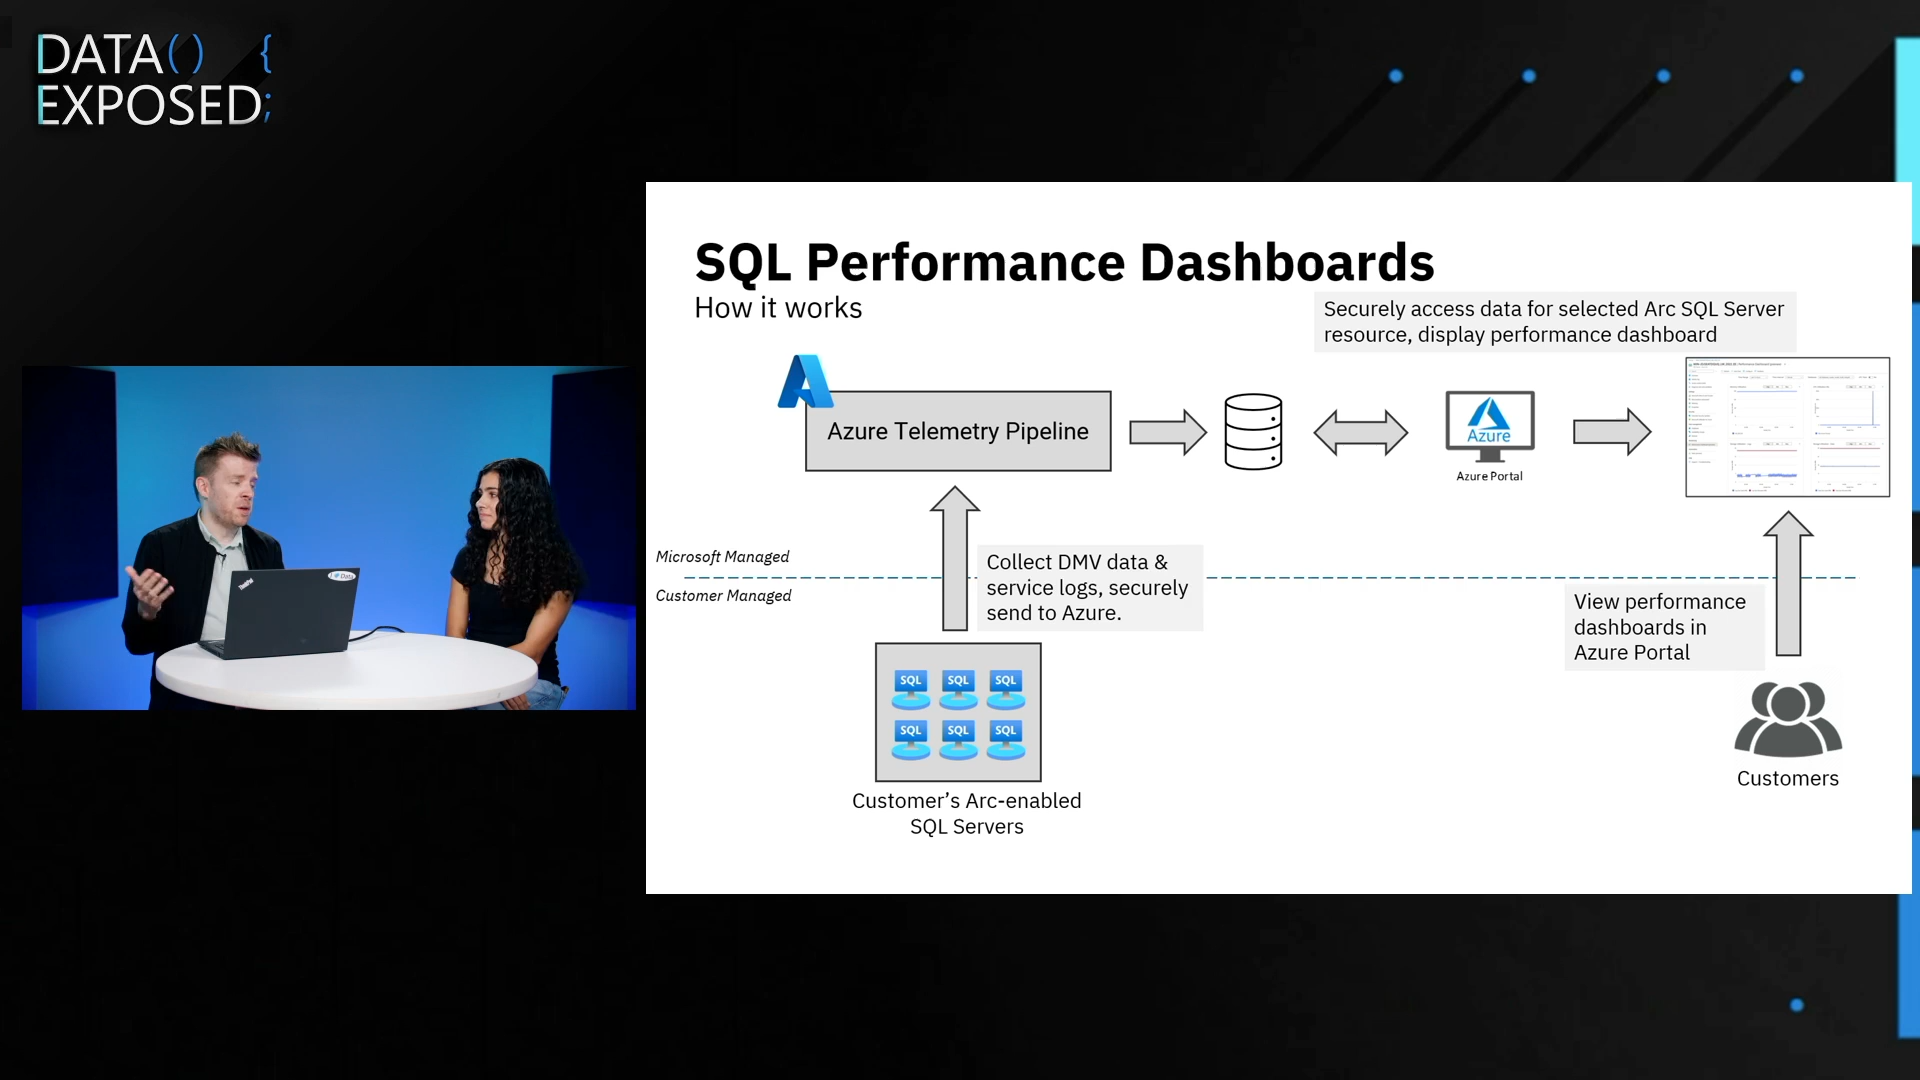 DATA() {
EXPOSED;
SQL Performance Dashboards
How it works
Securely access data for selected Arc SQL Server
resource, display performance dashboard
Azure Telemetry Pipeline
Azure
Azure Portal
Microsoft Managed
Customer Managed
Collect DMV data &
service logs, securely
send to Azure.
View performance
dashboards in
Azure Portal
SQL SQL SQL
SQL SQL SQL
Customer’s Arc-enabled
SQL Servers
Customers
ThinkPad
Data